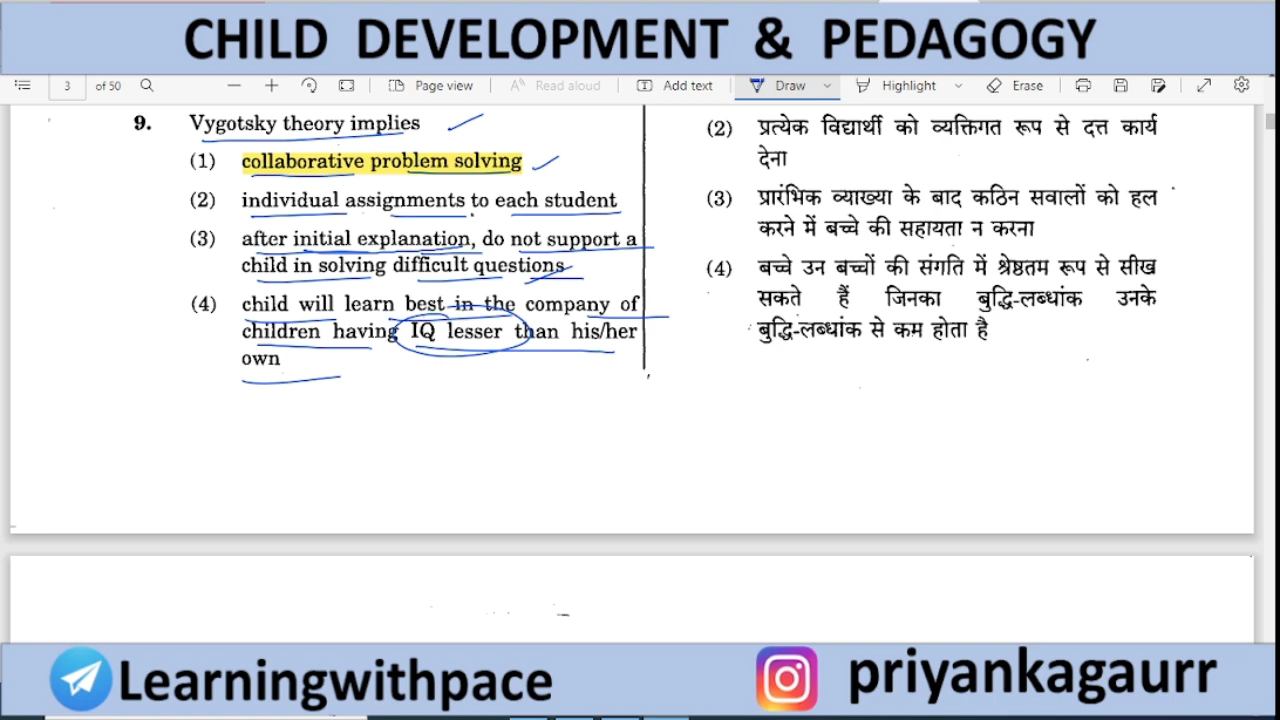 CHILD DEVELOPMENT & PEDAGOGY
3 of 50 Page view Read aloud Add text Draw Highlight Erase
9. Vygotsky theory implies
(1) collaborative problem solving
(2) individual assignments to each student
(3) after initial explanation, do not support a
child in solving difficult questions
(4) child will learn best in the company of
children having IQ lesser than his/her
own
(2) प्रत्येक विद्यार्थी को व्यक्तिगत रूप से दत्त कार्य
देना
(3) प्रारंभिक व्याख्या के बाद कठिन सवालों को हल
करने में बच्चे की सहायता न करना
(4) बच्चे उन बच्चों की संगति में श्रेष्ठतम रूप से सीख
सकते हैं जिनका बुद्धि-लब्धांक उनके
बुद्धि-लब्धांक से कम होता है
Learningwithpace
priyankagaurr